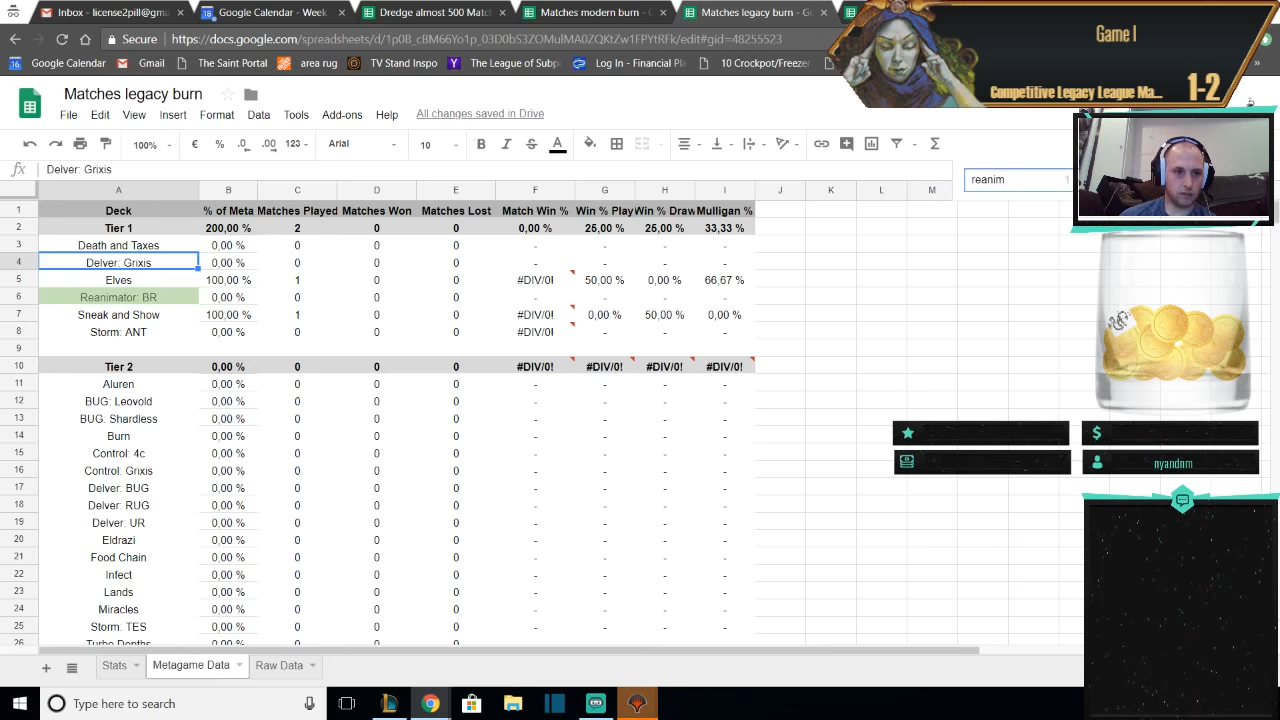 Inbox (1) - license2pill@gm
Google Calendar - Week
Dredge almost 500 Matc
Matches modern burn - G
Matches legacy burn - Go
Secure
Google Calendar
Gmail
The Saint Portal
area rug
TV Stand Inspo
The League of Subp
Log In - Financial Pla
10 Crockpot/Freezer
Game 1
Competitive Legacy League Ma...
1-2
Matches legacy burn
File Edit View Insert Format Data Tools Add-ons
All changes saved in Drive
100% € % .0 .00 123 Arial 10 B I S A
fx Delver: Grixis
reanim 1
A B C D E F G H I J K L M
1 Deck % of Meta Matches Played Matches Won Matches Lost Match Win % Win % Play Win % Draw Mulligan %
2 Tier 1 200,00 % 2 0 0 0,00 % 25,00 % 25,00 % 33,33 %
3 Death and Taxes 0,00 % 0 0 0 - - - -
4 Delver: Grixis 0,00 % 0 0 0 - - - -
5 Elves 100,00 % 1 0 0 #DIV/0! 50,00 % 0,00 % 66,67 %
6 Reanimator: BR 0,00 % 0 0 0 - - - -
7 Sneak and Show 100,00 % 1 0 0 #DIV/0! 0,00 % 50,00 % 0,00 %
8 Storm: ANT 0,00 % 0 0 0 #DIV/0! - - -
9
10 Tier 2 0,00 % 0 0 0 #DIV/0! #DIV/0! #DIV/0! #DIV/0!
11 Aluren 0,00 % 0 0 0 - - - -
12 BUG: Leovold 0,00 % 0 0 0 - - - -
13 BUG: Shardless 0,00 % 0 0 0 - - - -
14 Burn 0,00 % 0 0 0 - - - -
15 Control: 4c 0,00 % 0 0 0 - - - -
16 Control: Grixis 0,00 % 0 0 0 - - - -
17 Delver: BUG 0,00 % 0 0 0 - - - -
18 Delver: RUG 0,00 % 0 0 0 - - - -
19 Delver: UR 0,00 % 0 0 0 - - - -
20 Eldrazi 0,00 % 0 0 0 - - - -
21 Food Chain 0,00 % 0 0 0 - - - -
22 Infect 0,00 % 0 0 0 - - - -
23 Lands 0,00 % 0 0 0 - - - -
24 Miracles 0,00 % 0 0 0 - - - -
25 Storm: TES 0,00 % 0 0 0 - - - -
26 Turbo Depths 0,00 % 0 0 0 - - - -
$
nyandnm
+ Stats Metagame Data Raw Data
Type here to search